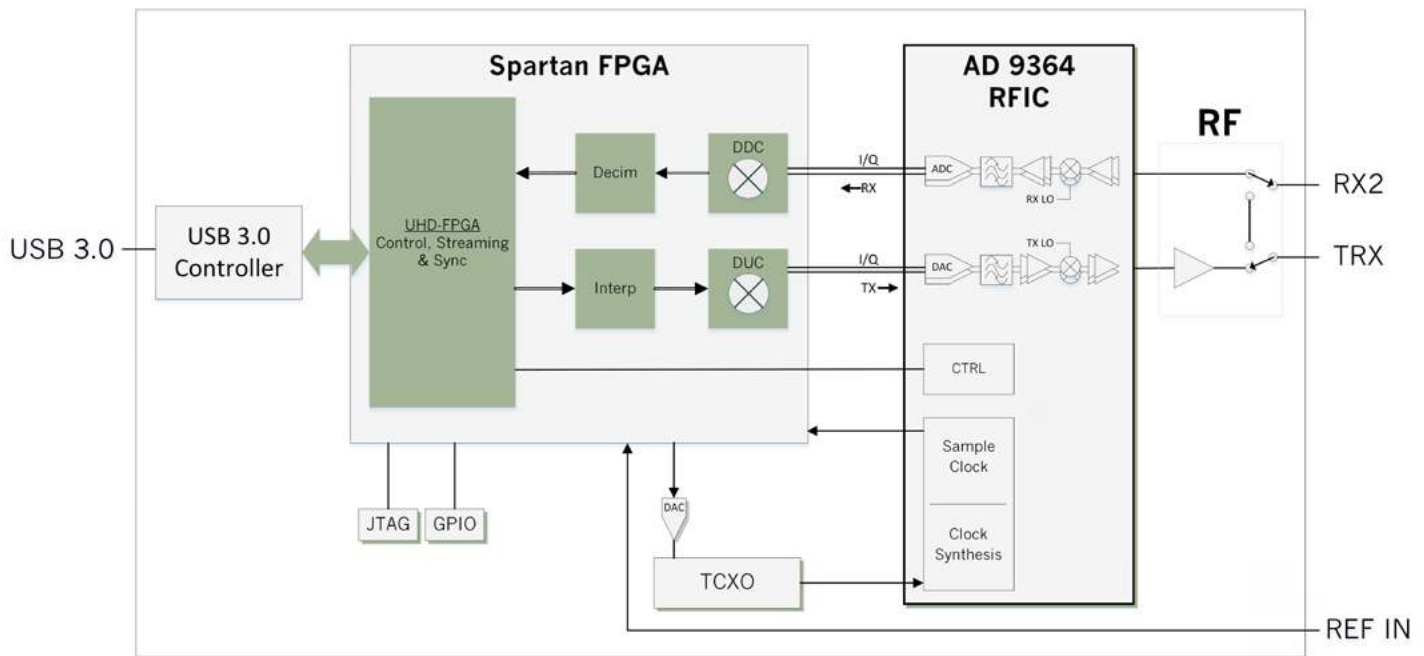 Spartan FPGA
AD 9364
RFIC
RF
DDC
Decim
I/Q
RX
ADC
RX LO
RX2
UHD-FPGA
Control, Streaming
& Sync
USB 3.0
USB 3.0
Controller
TX LO
TRX
DUC
Interp
I/Q
TX
DAC
CTRL
Sample
Clock
Clock
Synthesis
JTAG
GPIO
DAC
TCXO
REF IN